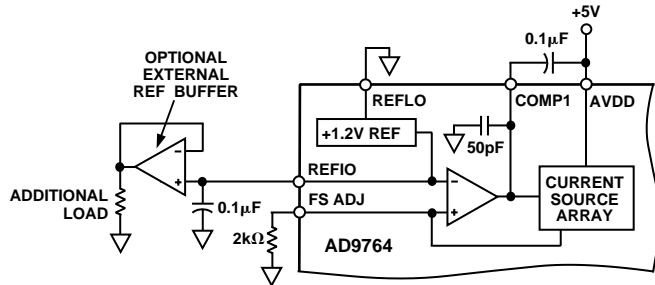 +5V
0.1μF
OPTIONAL
EXTERNAL
REF BUFFER
REFLO
COMP1
AVDD
+1.2V REF
50pF
–
+
REFIO
–
+
CURRENT
SOURCE
ARRAY
ADDITIONAL
LOAD
0.1μF
FS ADJ
2kΩ
AD9764